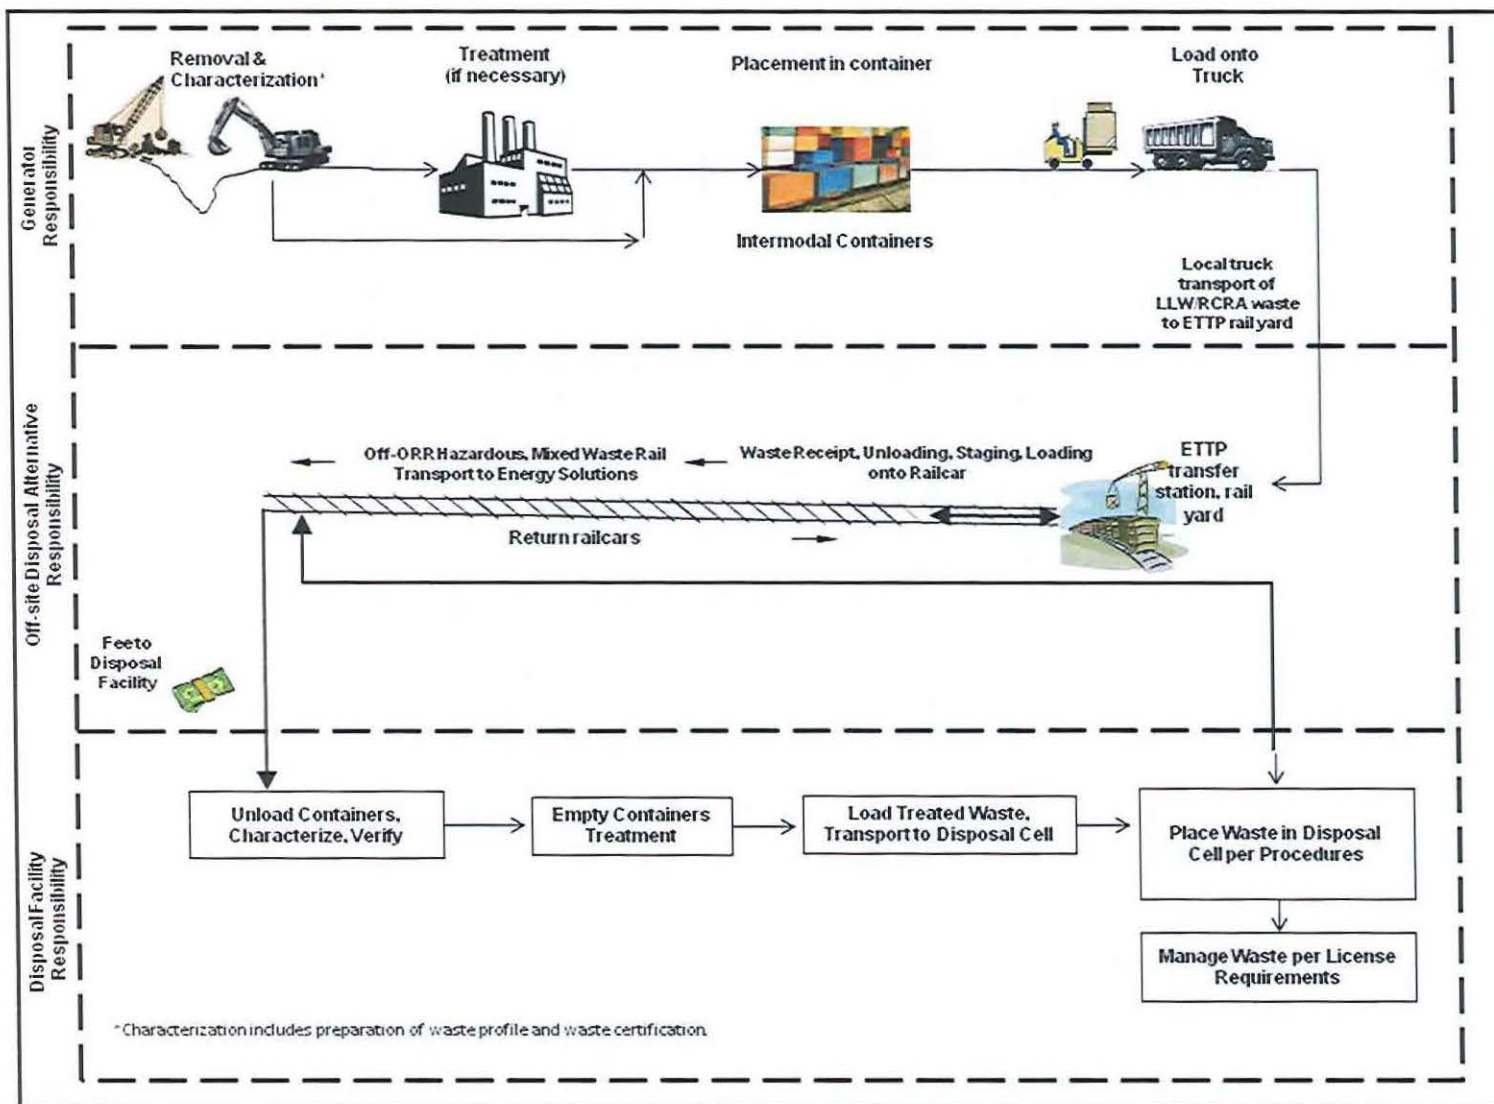 Generator
Responsibility
Removal &
Characterization*
Treatment
(if necessary)
Placement in container
Load onto
Truck
Intermodal Containers
Local truck
transport of
LLW/RCRA waste
to ETTP rail yard
Off-site Disposal Alternative
Responsibility
Off-ORR Hazardous, Mixed Waste Rail
Transport to Energy Solutions
Waste Receipt, Unloading, Staging, Loading
onto Railcar
ETTP
transfer
station, rail
yard
Return railcars
Fee to
Disposal
Facility
Disposal Facility
Responsibility
Unload Containers,
Characterize, Verify
Empty Containers
Treatment
Load Treated Waste,
Transport to Disposal Cell
Place Waste in Disposal
Cell per Procedures
Manage Waste per License
Requirements
*Characterization includes preparation of waste profile and waste certification.